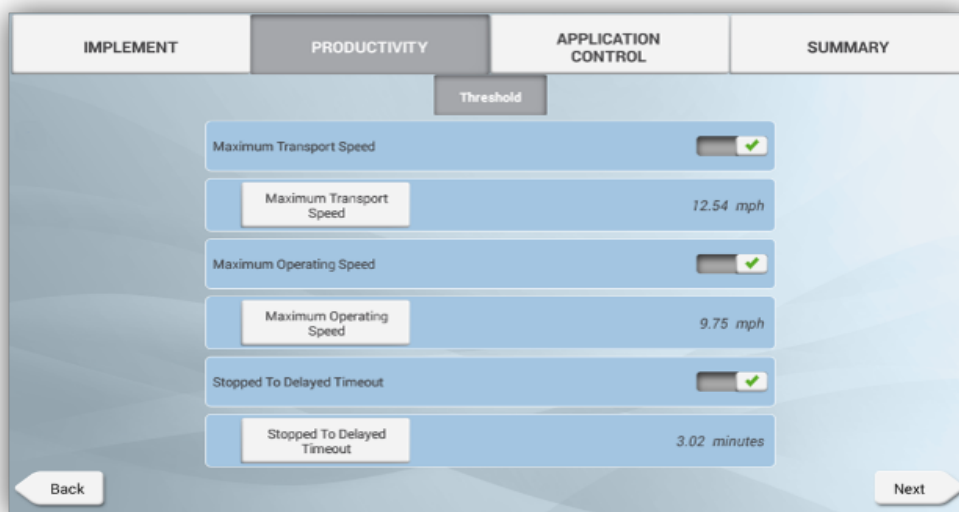 IMPLEMENT
PRODUCTIVITY
APPLICATION
CONTROL
SUMMARY
Threshold
Maximum Transport Speed
Maximum Transport
Speed
12.54 mph
Maximum Operating Speed
Maximum Operating
Speed
9.75 mph
Stopped To Delayed Timeout
Stopped To Delayed
Timeout
3.02 minutes
Back
Next